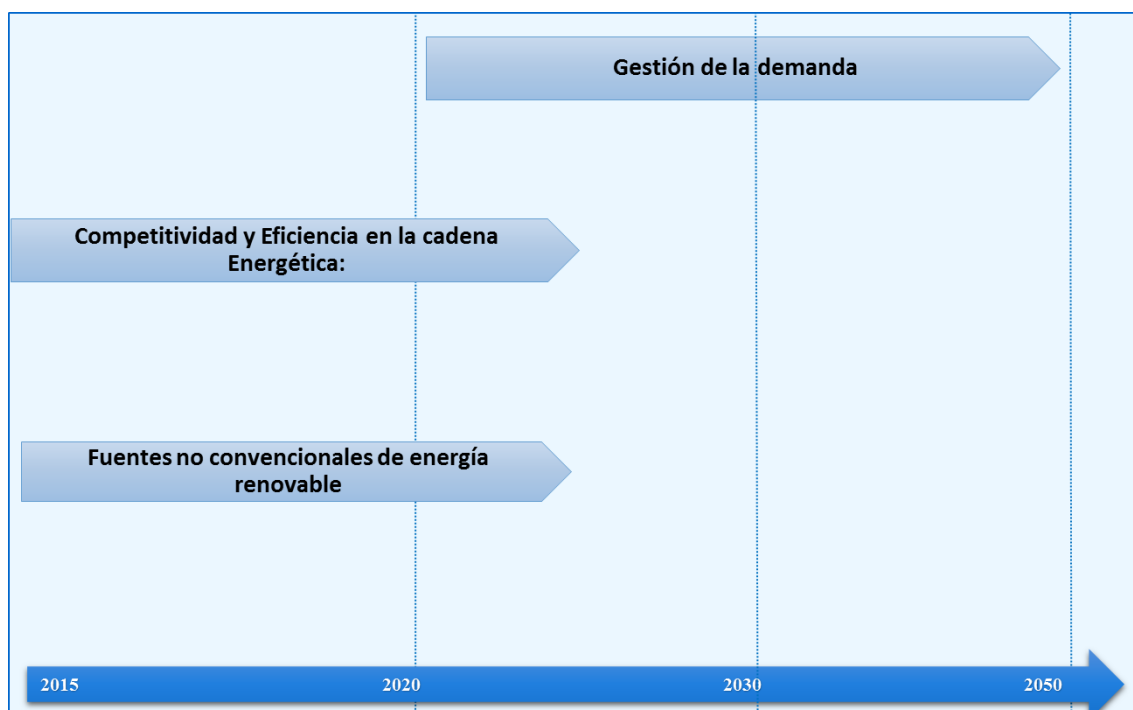 Gestión de la demanda
Competitividad y Eficiencia en la cadena
Energética:
Fuentes no convencionales de energía
renovable
2015 2020 2030 2050